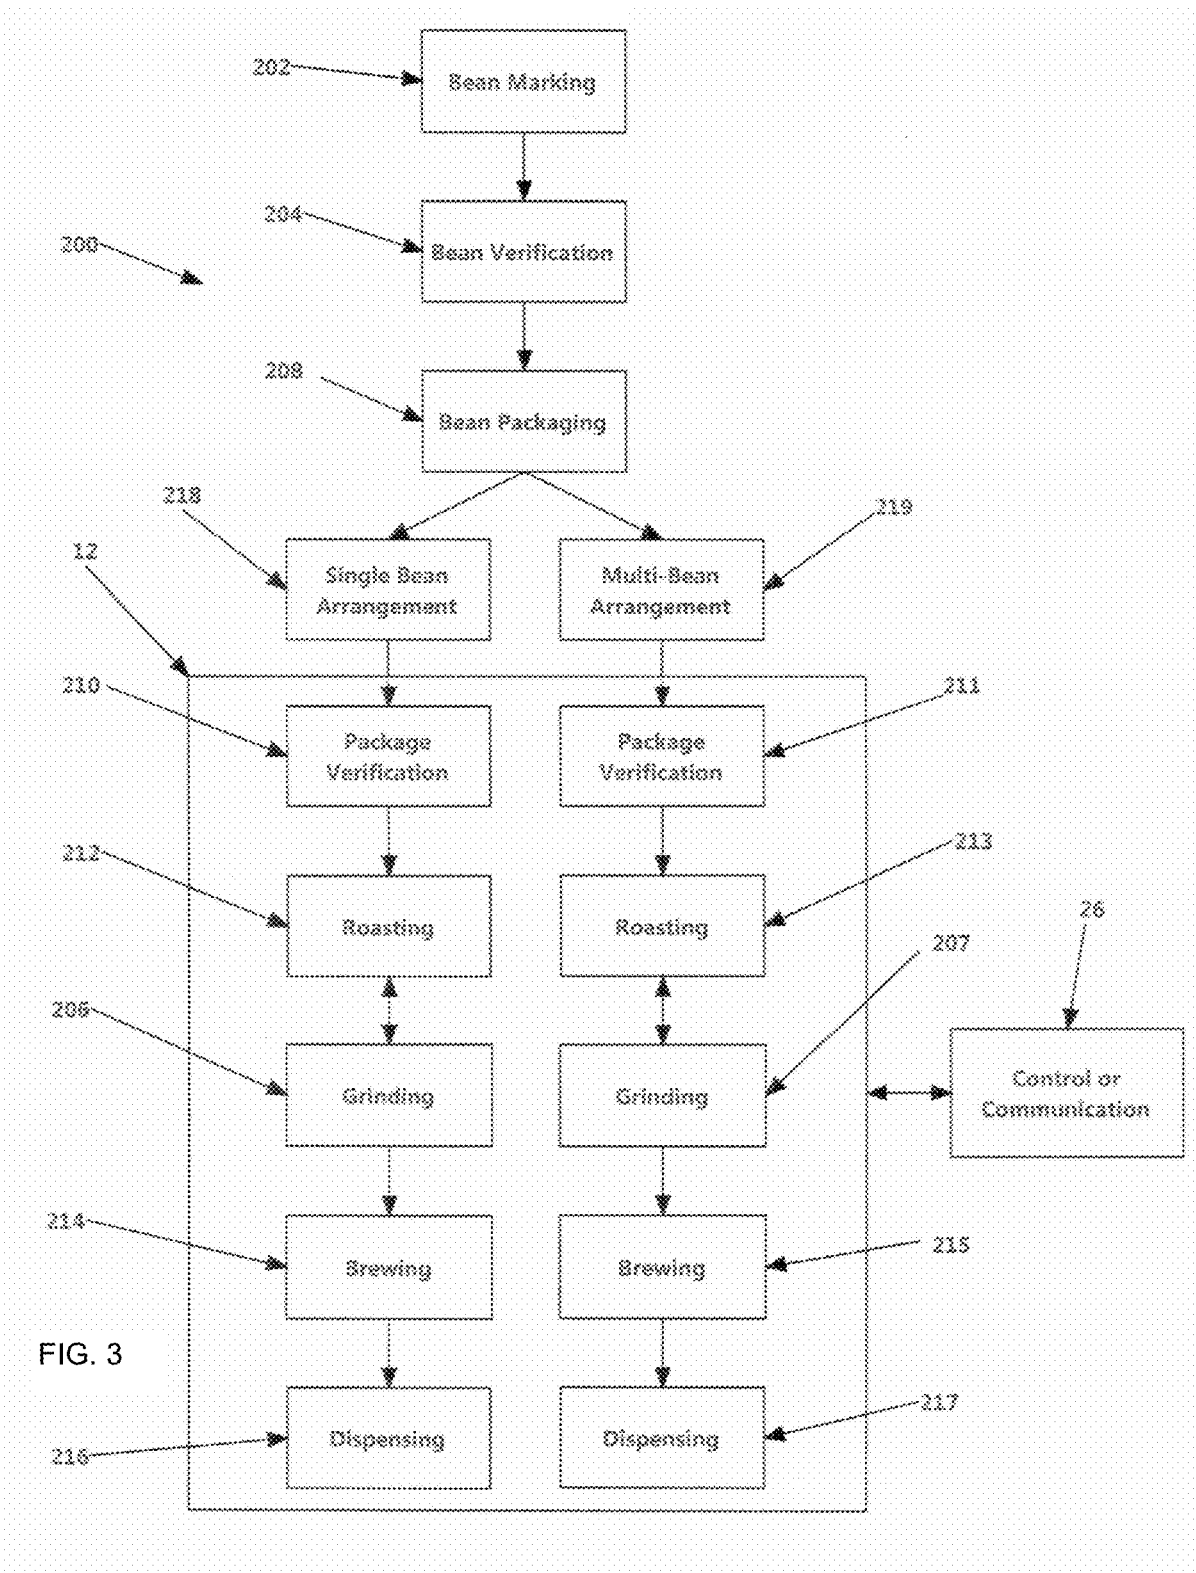 202
Bean Marking
204
200
Bean Verification
208
Bean Packaging
218
219
12
Single Bean
Arrangement
Multi-Bean
Arrangement
210
211
Package
Verification
Package
Verification
212
213
Roasting
Roasting
26
207
206
Grinding
Grinding
Control or
Communication
214
215
Brewing
Brewing
FIG. 3
217
216
Dispensing
Dispensing